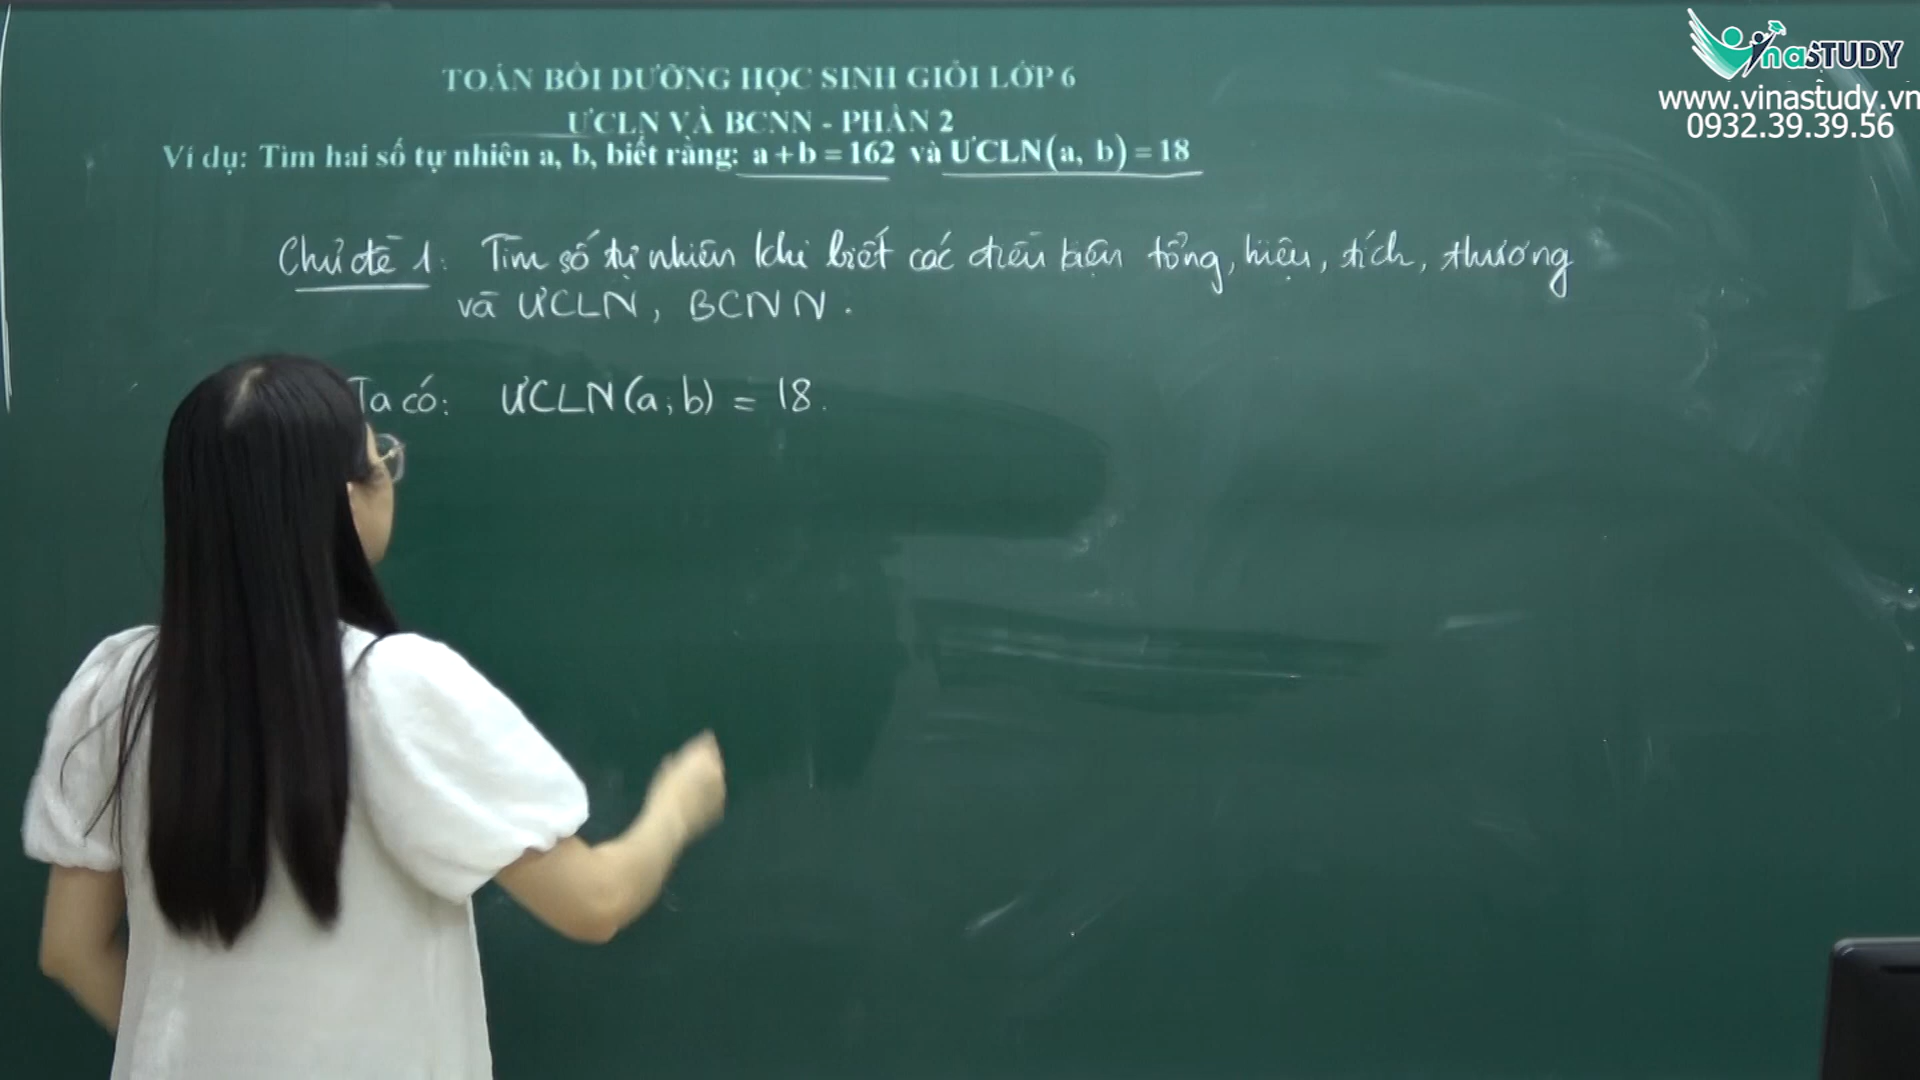 VinaSTUDY
www.vinastudy.vn
0932.39.39.56
TOÁN BỒI DƯỠNG HỌC SINH GIỎI LỚP 6
ƯCLN VÀ BCNN - PHẦN 2
Ví dụ: Tìm hai số tự nhiên a, b, biết rằng: a + b = 162 và ƯCLN(a, b) = 18
Chủ đề 1: Tìm số tự nhiên khi biết các điều kiện tổng, hiệu, tích, thương
và ƯCLN, BCNN.
Ta có: ƯCLN(a; b) = 18.